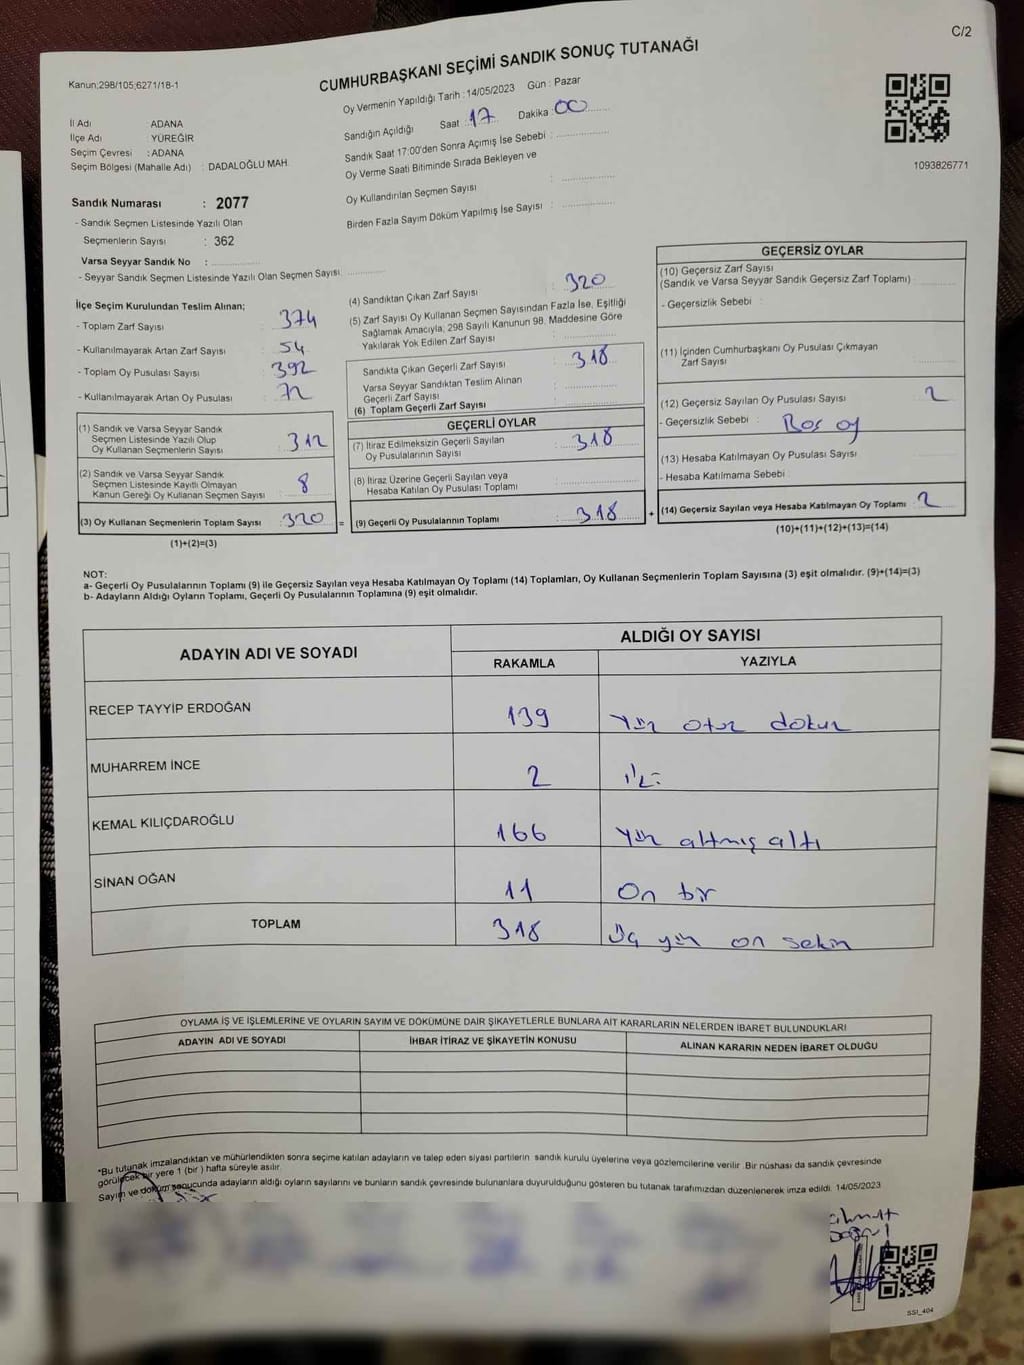 C/2
CUMHURBAŞKANI SEÇİMİ SANDIK SONUÇ TUTANAĞI
Kanun;298/105;6271/18-1
Oy Vermenin Yapıldığı Tarih : 14/05/2023 Gün : Pazar
İl Adı ADANA
İlçe Adı : YÜREĞİR
Seçim Çevresi : ADANA
Seçim Bölgesi (Mahalle Adı) : DADALOĞLU MAH.
Sandığın Açıldığı Saat : 17 Dakika : 00
Sandık Saat 17:00'den Sonra Açımış İse Sebebi :
Oy Verme Saati Bitiminde Sırada Bekleyen ve
Oy Kullandırılan Seçmen Sayısı :
Birden Fazla Sayım Döküm Yapılmış İse Sayısı :
1093826771
Sandık Numarası : 2077
- Sandık Seçmen Listesinde Yazılı Olan
Seçmenlerin Sayısı : 362
Varsa Seyyar Sandık No :
- Seyyar Sandık Seçmen Listesinde Yazılı Olan Seçmen Sayısı:
İlçe Seçim Kurulundan Teslim Alınan;
- Toplam Zarf Sayısı : 374
- Kullanılmayarak Artan Zarf Sayısı : 54
- Toplam Oy Pusulası Sayısı : 392
- Kullanılmayarak Artan Oy Pusulası : 72
(1) Sandık ve Varsa Seyyar Sandık
Seçmen Listesinde Yazılı Olup
Oy Kullanan Seçmenlerin Sayısı : 312
(2) Sandık ve Varsa Seyyar Sandık
Seçmen Listesinde Kayıtlı Olmayan
Kanun Gereği Oy Kullanan Seçmen Sayısı : 8
(3) Oy Kullanan Seçmenlerin Toplam Sayısı : 320 =
(1)+(2)=(3)
(4) Sandıktan Çıkan Zarf Sayısı : 320
(5) Zarf Sayısı Oy Kullanan Seçmen Sayısından Fazla İse, Eşitliği
Sağlamak Amacıyla; 298 Sayılı Kanunun 98. Maddesine Göre
Yakılarak Yok Edilen Zarf Sayısı :
Sandıkta Çıkan Geçerli Zarf Sayısı : 318
Varsa Seyyar Sandıktan Teslim Alınan
Geçerli Zarf Sayısı :
(6) Toplam Geçerli Zarf Sayısı
GEÇERLİ OYLAR
(7) İtiraz Edilmeksizin Geçerli Sayılan
Oy Pusulalarının Sayısı : 318
(8) İtiraz Üzerine Geçerli Sayılan veya
Hesaba Katılan Oy Pusulası Toplamı :
(9) Geçerli Oy Pusulalarının Toplamı : 318 +
GEÇERSİZ OYLAR
(10) Geçersiz Zarf Sayısı
(Sandık ve Varsa Seyyar Sandık Geçersiz Zarf Toplamı)
- Geçersizlik Sebebi :
(11) İçinden Cumhurbaşkanı Oy Pusulası Çıkmayan
Zarf Sayısı
(12) Geçersiz Sayılan Oy Pusulası Sayısı 2
- Geçersizlik Sebebi : Boş oy
(13) Hesaba Katılmayan Oy Pusulası Sayısı
- Hesaba Katılmama Sebebi :
(14) Geçersiz Sayılan veya Hesaba Katılmayan Oy Toplamı : 2
(10)+(11)+(12)+(13)=(14)
NOT:
a- Geçerli Oy Pusulalarının Toplamı (9) ile Geçersiz Sayılan veya Hesaba Katılmayan Oy Toplamı (14) Toplamları, Oy Kullanan Seçmenlerin Toplam Sayısına (3) eşit olmalıdır. (9)+(14)=(3)
b- Adayların Aldığı Oyların Toplamı, Geçerli Oy Pusulalarının Toplamına (9) eşit olmalıdır.
ADAYIN ADI VE SOYADI ALDIĞI OY SAYISI
RAKAMLA YAZIYLA
RECEP TAYYİP ERDOĞAN 139 Yüz otuz dokuz
MUHARREM İNCE 2 iki
KEMAL KILIÇDAROĞLU 166 Yüz altmış altı
SİNAN OĞAN 11 On bir
TOPLAM 318 Üç yüz on sekiz
OYLAMA İŞ VE İŞLEMLERİNE VE OYLARIN SAYIM VE DÖKÜMÜNE DAİR ŞİKAYETLERLE BUNLARA AİT KARARLARIN NELERDEN İBARET BULUNDUKLARI
ADAYIN ADI VE SOYADI İHBAR İTİRAZ VE ŞİKAYETİN KONUSU ALINAN KARARIN NEDEN İBARET OLDUĞU
*Bu tutanak imzalandıktan ve mühürlendikten sonra seçime katılan adayların ve talep eden siyasi partilerin sandık kurulu üyelerine veya gözlemcilerine verilir .Bir nüshası da sandık çevresinde
görülecek bir yere 1 (bir ) hafta süreyle asılır.
Sayım ve döküm sonucunda adayların aldığı oyların sayılarını ve bunların sandık çevresinde bulunanlara duyurulduğunu gösteren bu tutanak tarafımızdan düzenlenerek imza edildi. 14/05/2023
SSI_404